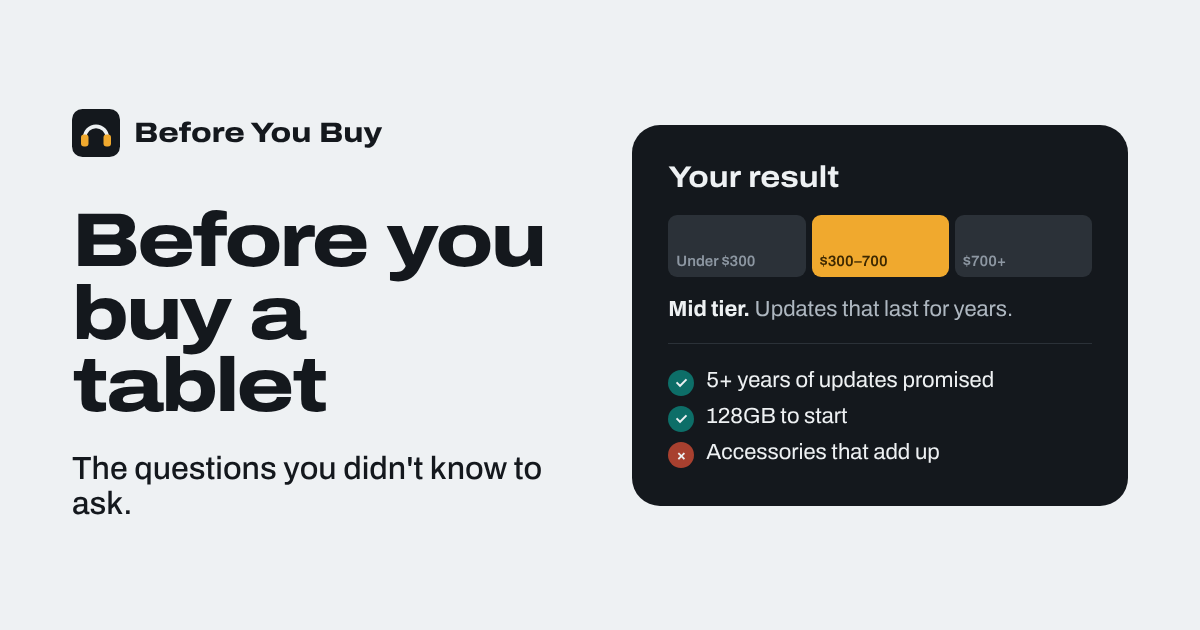 Before You Buy
Before you
buy a
tablet
The questions you didn't know to
ask.
Your result
Under $300
$300–700
$700+
Mid tier. Updates that last for years.
5+ years of updates promised
128GB to start
Accessories that add up